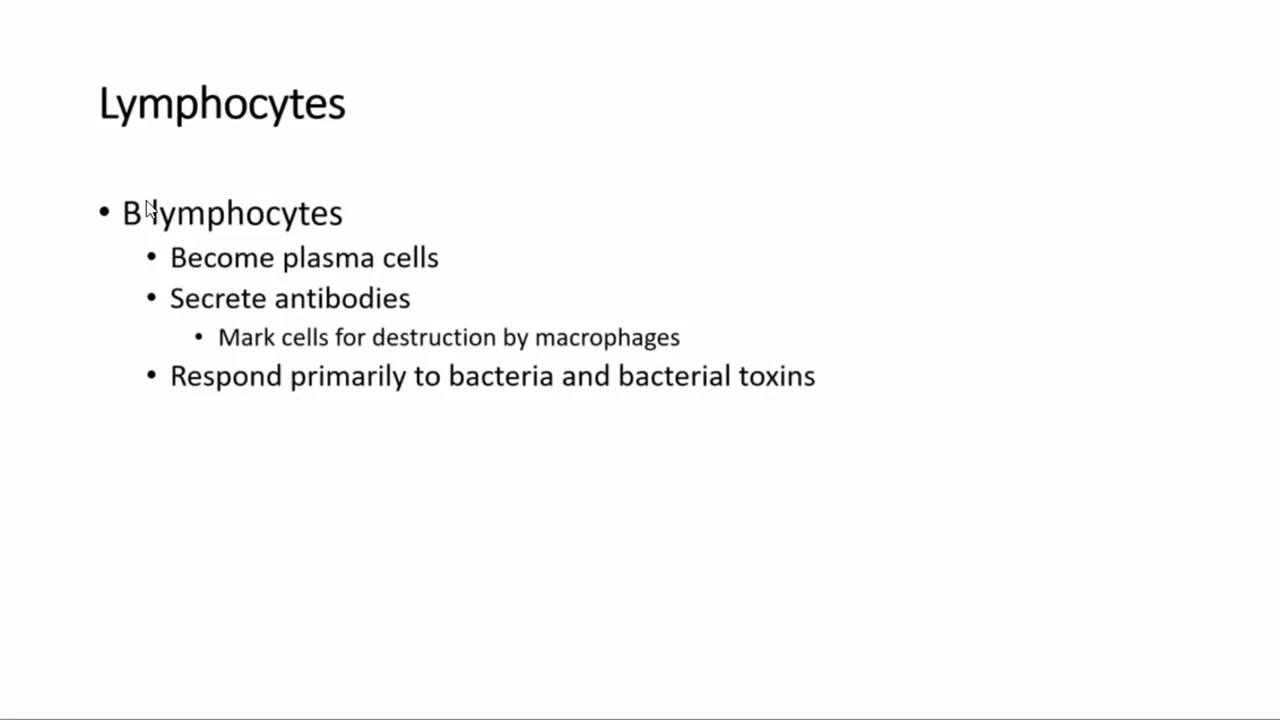 Lymphocytes
• B lymphocytes
• Become plasma cells
• Secrete antibodies
• Mark cells for destruction by macrophages
• Respond primarily to bacteria and bacterial toxins